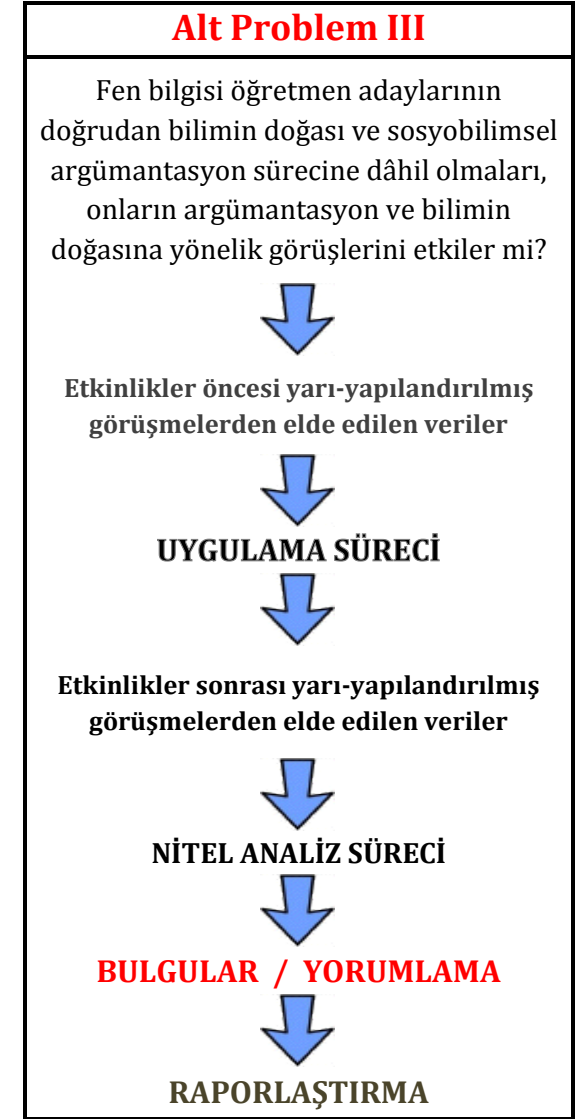 Alt Problem III
Fen bilgisi öğretmen adaylarının
doğrudan bilimin doğası ve sosyobilimsel
argümantasyon sürecine dâhil olmaları,
onların argümantasyon ve bilimin
doğasına yönelik görüşlerini etkiler mi?
Etkinlikler öncesi yarı-yapılandırılmış
görüşmelerden elde edilen veriler
UYGULAMA SÜRECİ
Etkinlikler sonrası yarı-yapılandırılmış
görüşmelerden elde edilen veriler
NİTEL ANALİZ SÜRECİ
BULGULAR / YORUMLAMA
RAPORLAŞTIRMA